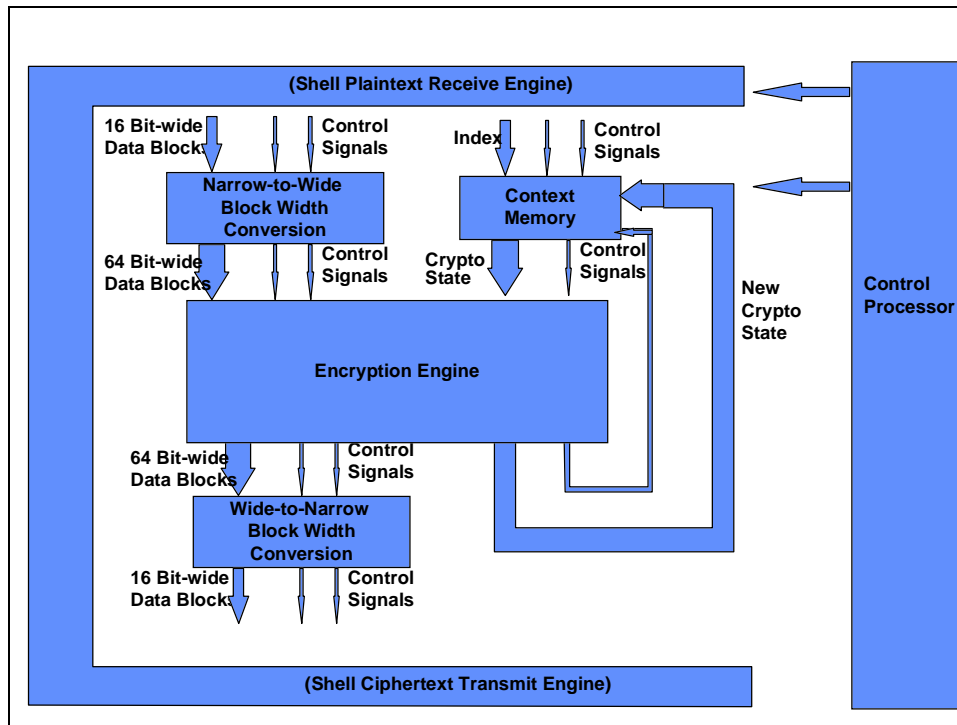 (Shell Plaintext Receive Engine)
16 Bit-wide
Data Blocks
Control
Signals
Index
Control
Signals
Narrow-to-Wide
Block Width
Conversion
Context
Memory
64 Bit-wide
Data Blocks
Control
Signals
Crypto
State
Control
Signals
New
Crypto
State
Control
Processor
Encryption Engine
64 Bit-wide
Data Blocks
Control
Signals
Wide-to-Narrow
Block Width
Conversion
16 Bit-wide
Data Blocks
Control
Signals
(Shell Ciphertext Transmit Engine)